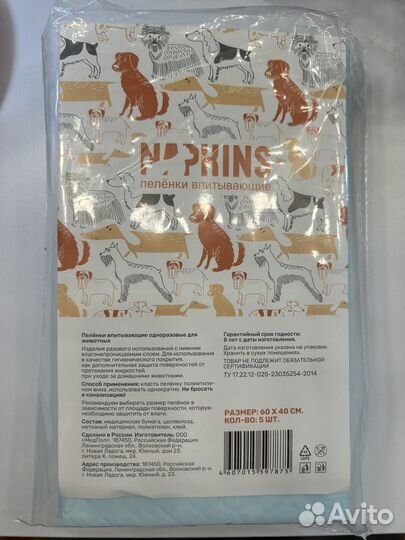 NAPKINS
пелёнки впитывающие
Пелёнки впитывающие одноразовые для
животных
Изделия разового использования с нижним
влагонепроницаемым слоем. Для использования
в качестве гигиенического покрытия,
как дополнительная защита поверхностей от
протекания жидкостей,
при уходе за домашними животными.
Способ применения: класть пелёнку полиэтиле-
ном вниз, использовать однократно. Не бросать
в канализацию!
Рекомендуем выбирать размер пелёнок в
зависимости от площади поверхности, которую
необходимо защитить от влаги.
Состав: медицинская бумага, целлюлоза,
нетканый материал, полиэтилен, клей.
Сделано в России. Изготовитель: ООО
«МедПол». 187450, Российская Федерация,
Ленинградская обл., Волховский р-н,
г. Новая Ладога, мкр. Южный, дом 23,
литера К, помещ. 24.
Адрес производства: 187450, Российская
Федерация, Ленинградская обл., Волховский р-н,
г. Новая Ладога, мкр. Южный, д. 23.
Гарантийный срок годности:
8 лет с даты изготовления.
Дата изготовления указана на упаковке.
Хранить в сухих помещениях.
ТОВАР НЕ ПОДЛЕЖИТ ОБЯЗАТЕЛЬНОЙ
СЕРТИФИКАЦИИ
ТУ 17.22.12-025-23035254-2014
РАЗМЕР: 60 X 40 СМ.
КОЛ-ВО: 5 ШТ.
4607015597875
Avito